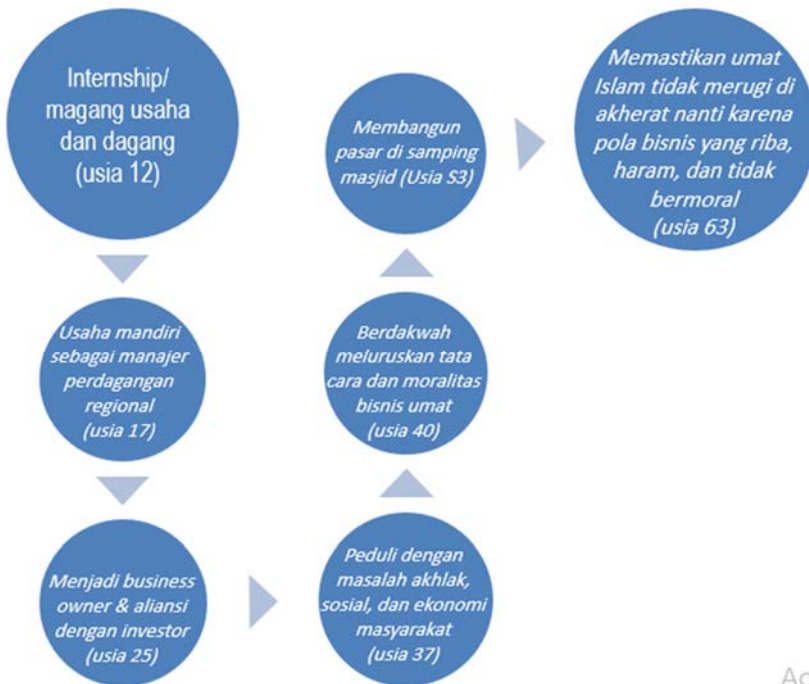 Internship/
magang usaha
dan dagang
(usia 12)
Usaha mandiri
sebagai manajer
perdagangan
regional
(usia 17)
Menjadi business
owner & aliansi
dengan investor
(usia 25)
Peduli dengan
masalah akhlak,
sosial, dan ekonomi
masyarakat
(usia 37)
Berdakwah
meluruskan tata
cara dan moralitas
bisnis umat
(usia 40)
Membangun
pasar di samping
masjid (Usia S3)
Memastikan umat
Islam tidak merugi di
akherat nanti karena
pola bisnis yang riba,
haram, dan tidak
bermoral
(usia 63)